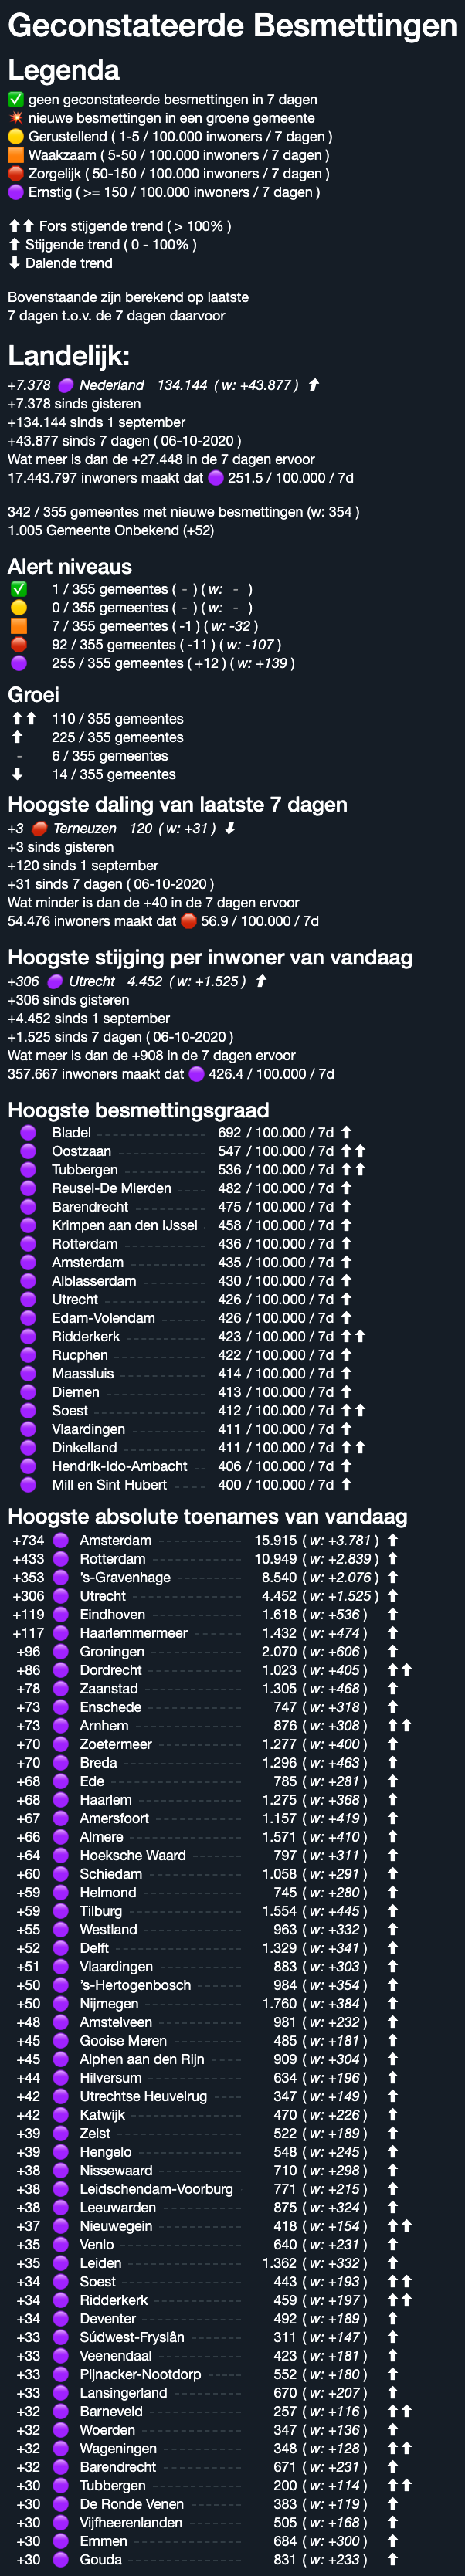 Geconstateerde Besmettingen
Legenda
✅ geen geconstateerde besmettingen in 7 dagen
💥 nieuwe besmettingen in een groene gemeente
🟡 Gerustellend ( 1-5 / 100.000 inwoners / 7 dagen )
🟧 Waakzaam ( 5-50 / 100.000 inwoners / 7 dagen )
🛑 Zorgelijk ( 50-150 / 100.000 inwoners / 7 dagen )
🟣 Ernstig ( >= 150 / 100.000 inwoners / 7 dagen )
⬆⬆ Fors stijgende trend ( > 100% )
⬆ Stijgende trend ( 0 - 100% )
⬇ Dalende trend
Bovenstaande zijn berekend op laatste
7 dagen t.o.v. de 7 dagen daarvoor
Landelijk:
+7.378 🟣 Nederland 134.144 ( w: +43.877 ) ⬆
+7.378 sinds gisteren
+134.144 sinds 1 september
+43.877 sinds 7 dagen ( 06-10-2020 )
Wat meer is dan de +27.448 in de 7 dagen ervoor
17.443.797 inwoners maakt dat 🟣 251.5 / 100.000 / 7d
342 / 355 gemeentes met nieuwe besmettingen (w: 354 )
1.005 Gemeente Onbekend (+52)
Alert niveaus
✅ 1 / 355 gemeentes ( - ) ( w: - )
🟡 0 / 355 gemeentes ( - ) ( w: - )
🟧 7 / 355 gemeentes ( -1 ) ( w: -32 )
🛑 92 / 355 gemeentes ( -11 ) ( w: -107 )
🟣 255 / 355 gemeentes ( +12 ) ( w: +139 )
Groei
⬆⬆ 110 / 355 gemeentes
⬆ 225 / 355 gemeentes
- 6 / 355 gemeentes
⬇ 14 / 355 gemeentes
Hoogste daling van laatste 7 dagen
+3 🛑 Terneuzen 120 ( w: +31 ) ⬇
+3 sinds gisteren
+120 sinds 1 september
+31 sinds 7 dagen ( 06-10-2020 )
Wat minder is dan de +40 in de 7 dagen ervoor
54.476 inwoners maakt dat 🛑 56.9 / 100.000 / 7d
Hoogste stijging per inwoner van vandaag
+306 🟣 Utrecht 4.452 ( w: +1.525 ) ⬆
+306 sinds gisteren
+4.452 sinds 1 september
+1.525 sinds 7 dagen ( 06-10-2020 )
Wat meer is dan de +908 in de 7 dagen ervoor
357.667 inwoners maakt dat 🟣 426.4 / 100.000 / 7d
Hoogste besmettingsgraad
🟣 Bladel 692 / 100.000 / 7d ⬆
🟣 Oostzaan 547 / 100.000 / 7d ⬆⬆
🟣 Tubbergen 536 / 100.000 / 7d ⬆⬆
🟣 Reusel-De Mierden 482 / 100.000 / 7d ⬆
🟣 Barendrecht 475 / 100.000 / 7d ⬆
🟣 Krimpen aan den IJssel 458 / 100.000 / 7d ⬆
🟣 Rotterdam 436 / 100.000 / 7d ⬆
🟣 Amsterdam 435 / 100.000 / 7d ⬆
🟣 Alblasserdam 430 / 100.000 / 7d ⬆
🟣 Utrecht 426 / 100.000 / 7d ⬆
🟣 Edam-Volendam 426 / 100.000 / 7d ⬆
🟣 Ridderkerk 423 / 100.000 / 7d ⬆⬆
🟣 Rucphen 422 / 100.000 / 7d ⬆
🟣 Maassluis 414 / 100.000 / 7d ⬆
🟣 Diemen 413 / 100.000 / 7d ⬆
🟣 Soest 412 / 100.000 / 7d ⬆⬆
🟣 Vlaardingen 411 / 100.000 / 7d ⬆
🟣 Dinkelland 411 / 100.000 / 7d ⬆⬆
🟣 Hendrik-Ido-Ambacht 406 / 100.000 / 7d ⬆
🟣 Mill en Sint Hubert 400 / 100.000 / 7d ⬆
Hoogste absolute toenames van vandaag
+734 🟣 Amsterdam 15.915 ( w: +3.781 ) ⬆
+433 🟣 Rotterdam 10.949 ( w: +2.839 ) ⬆
+353 🟣 's-Gravenhage 8.540 ( w: +2.076 ) ⬆
+306 🟣 Utrecht 4.452 ( w: +1.525 ) ⬆
+119 🟣 Eindhoven 1.618 ( w: +536 ) ⬆
+117 🟣 Haarlemmermeer 1.432 ( w: +474 ) ⬆
+96 🟣 Groningen 2.070 ( w: +606 ) ⬆
+86 🟣 Dordrecht 1.023 ( w: +405 ) ⬆⬆
+78 🟣 Zaanstad 1.305 ( w: +468 ) ⬆
+73 🟣 Enschede 747 ( w: +318 ) ⬆
+73 🟣 Arnhem 876 ( w: +308 ) ⬆⬆
+70 🟣 Zoetermeer 1.277 ( w: +400 ) ⬆
+70 🟣 Breda 1.296 ( w: +463 ) ⬆
+68 🟣 Ede 785 ( w: +281 ) ⬆
+68 🟣 Haarlem 1.275 ( w: +368 ) ⬆
+67 🟣 Amersfoort 1.157 ( w: +419 ) ⬆
+66 🟣 Almere 1.571 ( w: +410 ) ⬆
+64 🟣 Hoeksche Waard 797 ( w: +311 ) ⬆
+60 🟣 Schiedam 1.058 ( w: +291 ) ⬆
+59 🟣 Helmond 745 ( w: +280 ) ⬆
+59 🟣 Tilburg 1.554 ( w: +445 ) ⬆
+55 🟣 Westland 963 ( w: +332 ) ⬆
+52 🟣 Delft 1.329 ( w: +341 ) ⬆
+51 🟣 Vlaardingen 883 ( w: +303 ) ⬆
+50 🟣 's-Hertogenbosch 984 ( w: +354 ) ⬆
+50 🟣 Nijmegen 1.760 ( w: +384 ) ⬆
+48 🟣 Amstelveen 981 ( w: +232 ) ⬆
+45 🟣 Gooise Meren 485 ( w: +181 ) ⬆
+45 🟣 Alphen aan den Rijn 909 ( w: +304 ) ⬆
+44 🟣 Hilversum 634 ( w: +196 ) ⬆
+42 🟣 Utrechtse Heuvelrug 347 ( w: +149 ) ⬆
+42 🟣 Katwijk 470 ( w: +226 ) ⬆
+39 🟣 Zeist 522 ( w: +189 ) ⬆
+39 🟣 Hengelo 548 ( w: +245 ) ⬆
+38 🟣 Nissewaard 710 ( w: +298 ) ⬆
+38 🟣 Leidschendam-Voorburg 771 ( w: +215 ) ⬆
+38 🟣 Leeuwarden 875 ( w: +324 ) ⬆
+37 🟣 Nieuwegein 418 ( w: +154 ) ⬆⬆
+35 🟣 Venlo 640 ( w: +231 ) ⬆
+35 🟣 Leiden 1.362 ( w: +332 ) ⬆
+34 🟣 Soest 443 ( w: +193 ) ⬆⬆
+34 🟣 Ridderkerk 459 ( w: +197 ) ⬆⬆
+34 🟣 Deventer 492 ( w: +189 ) ⬆
+33 🟣 Súdwest-Fryslân 311 ( w: +147 ) ⬆
+33 🟣 Veenendaal 423 ( w: +181 ) ⬆
+33 🟣 Pijnacker-Nootdorp 552 ( w: +180 ) ⬆
+33 🟣 Lansingerland 670 ( w: +207 ) ⬆
+32 🟣 Barneveld 257 ( w: +116 ) ⬆⬆
+32 🟣 Woerden 347 ( w: +136 ) ⬆
+32 🟣 Wageningen 348 ( w: +128 ) ⬆⬆
+32 🟣 Barendrecht 671 ( w: +231 ) ⬆
+30 🟣 Tubbergen 200 ( w: +114 ) ⬆⬆
+30 🟣 De Ronde Venen 383 ( w: +119 ) ⬆
+30 🟣 Vijfheerenlanden 505 ( w: +168 ) ⬆
+30 🟣 Emmen 684 ( w: +300 ) ⬆
+30 🟣 Gouda 831 ( w: +233 ) ⬆